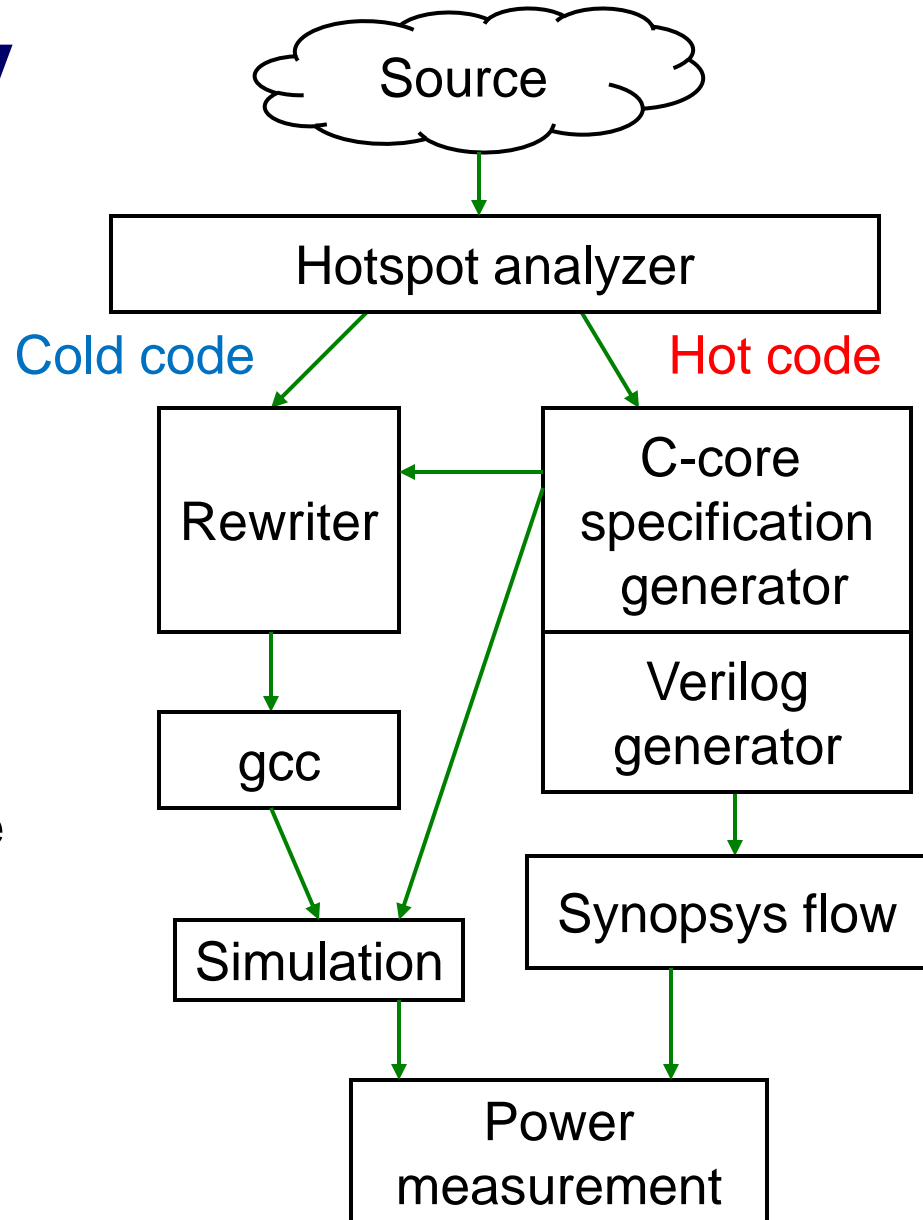 Source
Hotspot analyzer
Cold code
Hot code
Rewriter
C-core
specification
generator
Verilog
generator
gcc
Synopsys flow
Simulation
Power
measurement